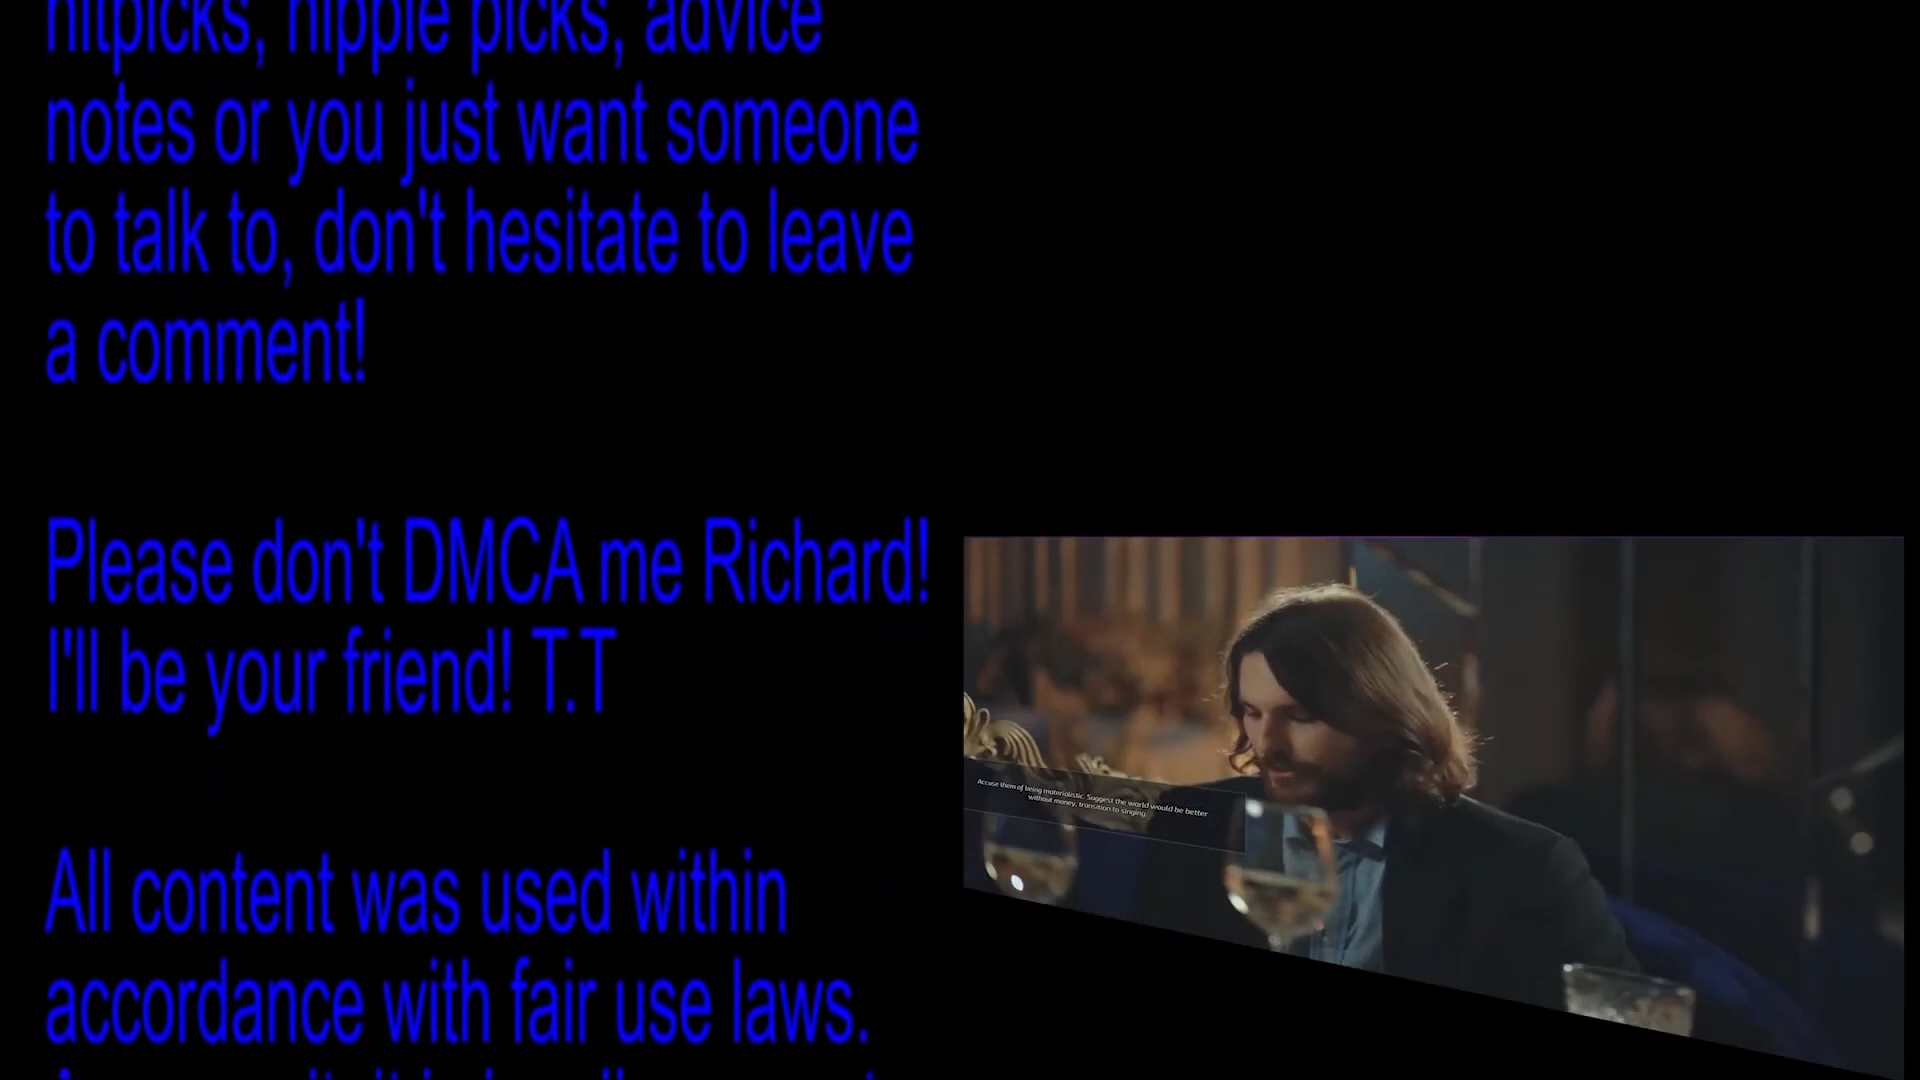 nitpicks, nipple picks, advice
notes or you just want someone
to talk to, don't hesitate to leave
a comment!
Please don't DMCA me Richard!
I'll be your friend! T.T
All content was used within
accordance with fair use laws.
Accuse them of being materialistic. Suggest the world would be better
without money, transition to singing.